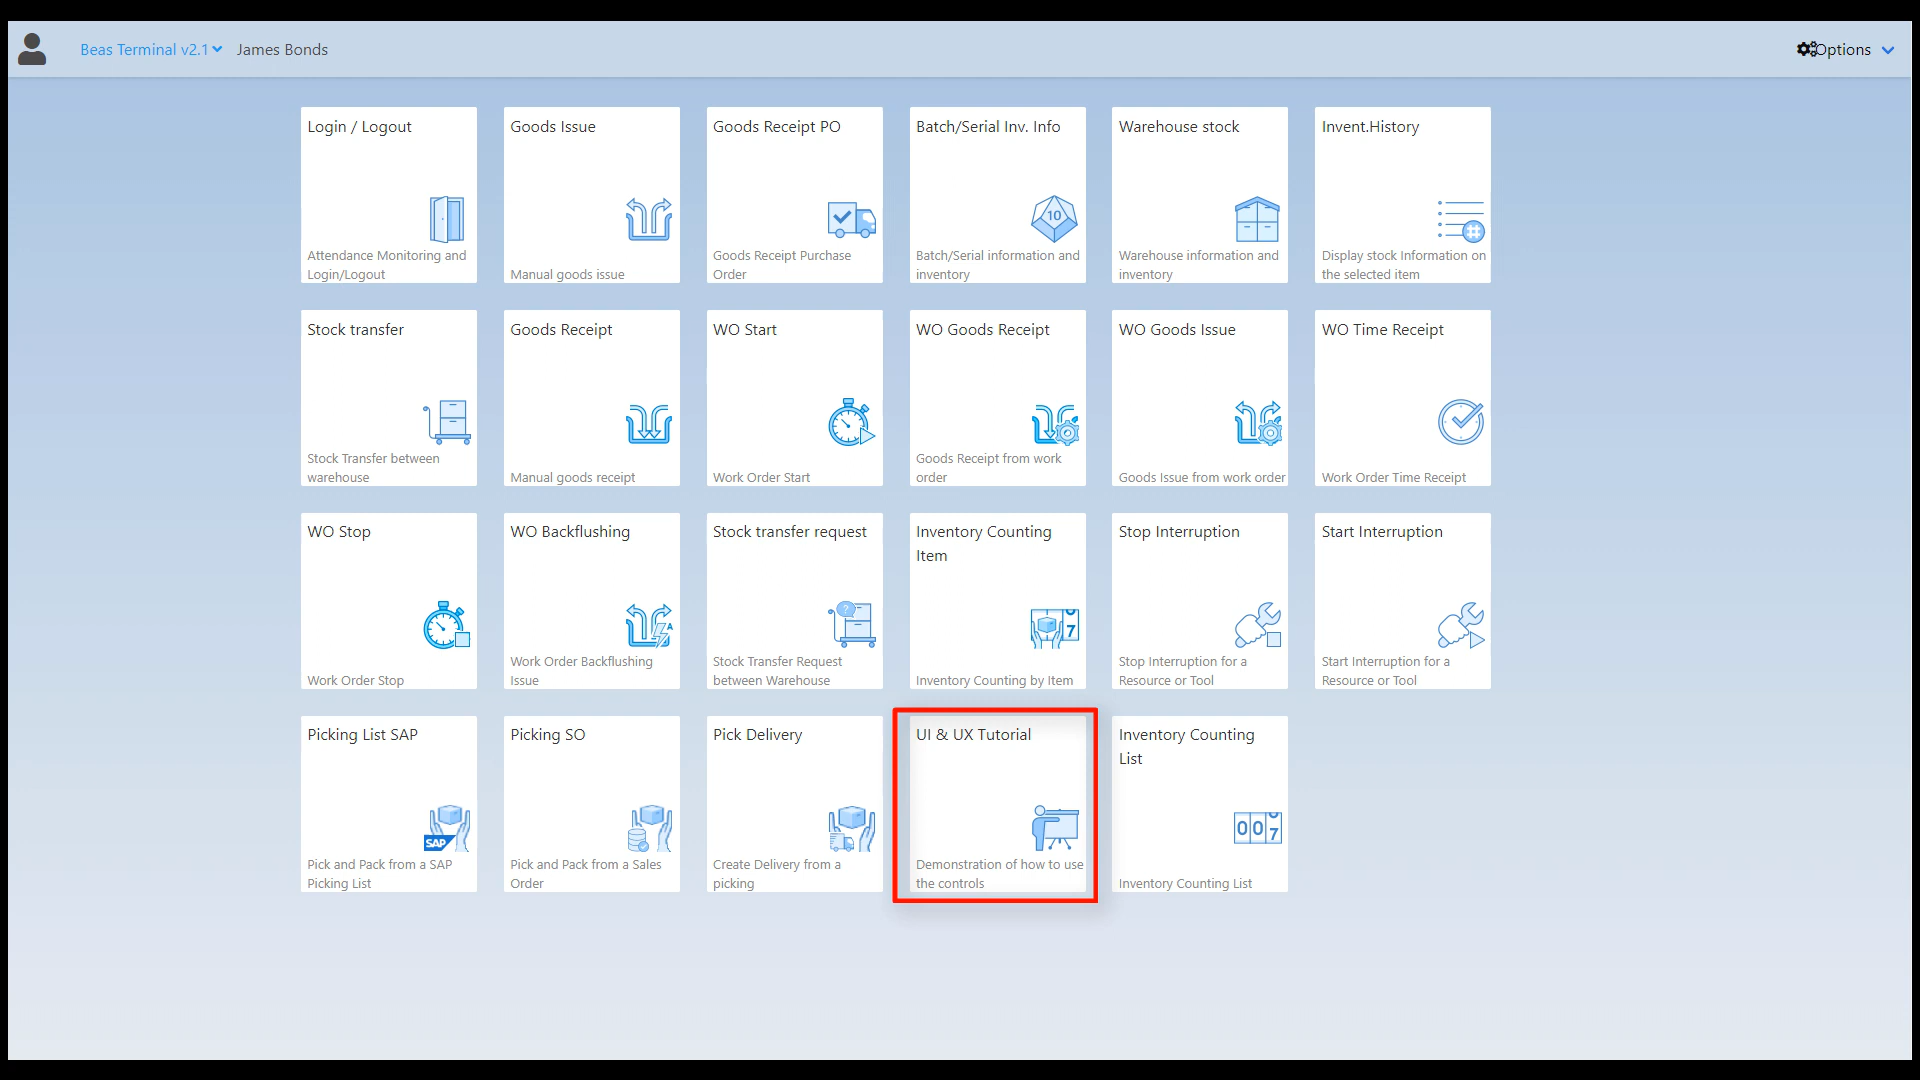 Beas Terminal v2.1 James Bonds Options
Login / Logout
Attendance Monitoring and
Login/Logout
Goods Issue
Manual goods issue
Goods Receipt PO
Goods Receipt Purchase
Order
Batch/Serial Inv. Info
10
Batch/Serial information and
inventory
Warehouse stock
Warehouse information and
inventory
Invent.History
#
Display stock Information on
the selected item
Stock transfer
Stock Transfer between
warehouse
Goods Receipt
Manual goods receipt
WO Start
Work Order Start
WO Goods Receipt
Goods Receipt from work
order
WO Goods Issue
Goods Issue from work order
WO Time Receipt
Work Order Time Receipt
WO Stop
Work Order Stop
WO Backflushing
A
Work Order Backflushing
Issue
Stock transfer request
?
Stock Transfer Request
between Warehouse
Inventory Counting
Item
7
Inventory Counting by Item
Stop Interruption
Stop Interruption for a
Resource or Tool
Start Interruption
Start Interruption for a
Resource or Tool
Picking List SAP
SAP
Pick and Pack from a SAP
Picking List
Picking SO
Pick and Pack from a Sales
Order
Pick Delivery
Create Delivery from a
picking
UI & UX Tutorial
Demonstration of how to use
the controls
Inventory Counting
List
007
Inventory Counting List